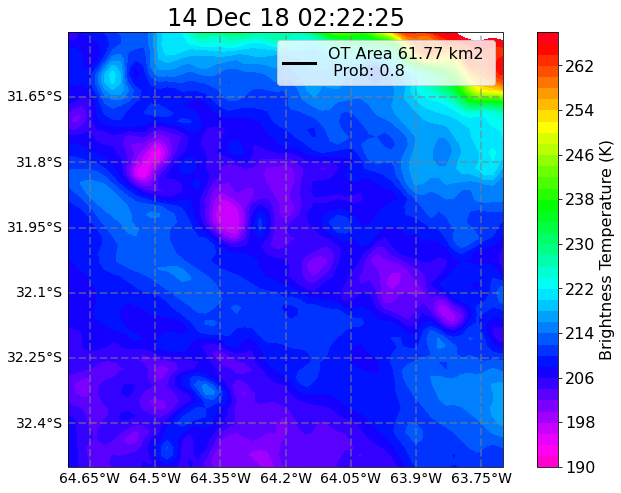 14 Dec 18 02:22:25
OT Area 61.77 km2
Prob: 0.8
31.65°S
31.8°S
31.95°S
32.1°S
32.25°S
32.4°S
64.65°W 64.5°W 64.35°W 64.2°W 64.05°W 63.9°W 63.75°W
262
254
246
238
230
222
214
206
198
190
Brightness Temperature (K)